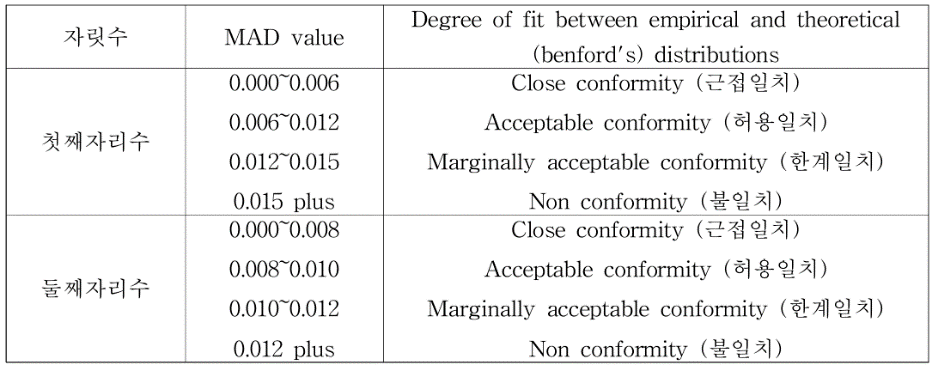 자릿수 MAD value Degree of fit between empirical and theoretical
(benford's) distributions
첫째자리수
0.000~0.006 Close conformity (근접일치)
0.006~0.012 Acceptable conformity (허용일치)
0.012~0.015 Marginally acceptable conformity (한계일치)
0.015 plus Non conformity (불일치)
둘째자리수
0.000~0.008 Close conformity (근접일치)
0.008~0.010 Acceptable conformity (허용일치)
0.010~0.012 Marginally acceptable conformity (한계일치)
0.012 plus Non conformity (불일치)